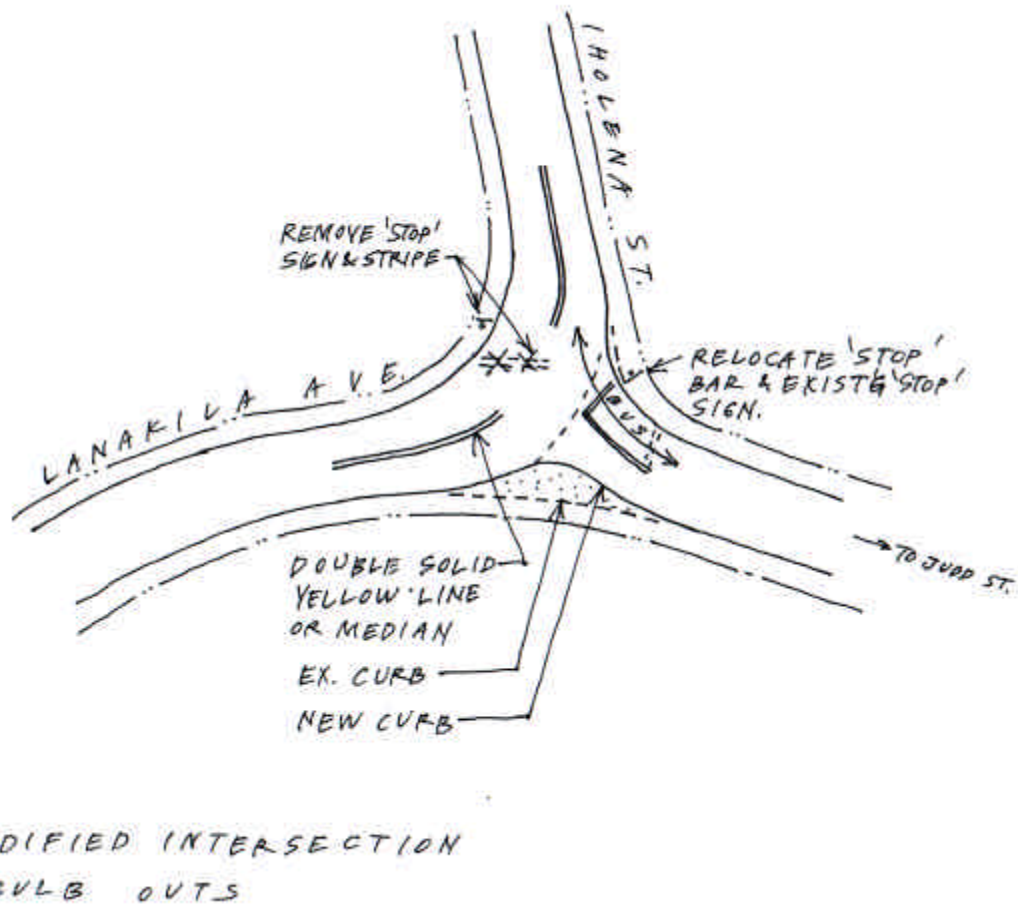 IHOLENA ST.
REMOVE 'STOP'
SIGN & STRIPE
RELOCATE 'STOP'
BAR & EXIST'G 'STOP'
SIGN.
LANAKILA AVE.
"BUS"
TO JUDD ST.
DOUBLE SOLID
YELLOW LINE
OR MEDIAN
EX. CURB
NEW CURB
DIFIED INTERSECTION
BULB OUTS